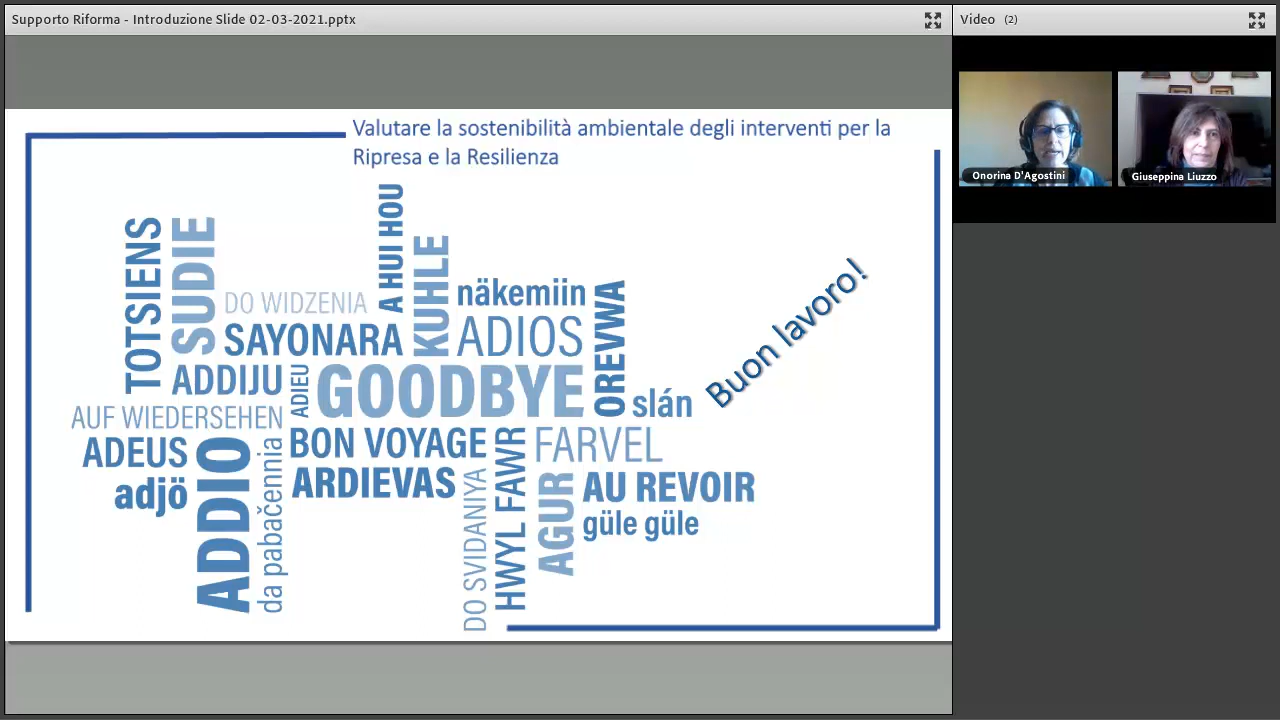 Supporto Riforma - Introduzione Slide 02-03-2021.pptx
Video (2)
Onorina D'Agostini
Giuseppina Liuzzo
Valutare la sostenibilità ambientale degli interventi per la
Ripresa e la Resilienza
TOTSIENS
SUDIE
DO WIDZENIA
A HUI HOU
KUHLE
näkemiin
SAYONARA
ADIOS
OREVWA
ADDIJU
ADIEU
GOODBYE
slán
Buon lavoro!
AUF WIEDERSEHEN
ADEUS
ADDIO
da pabačennia
BON VOYAGE
FARVEL
adjö
ARDIEVAS
DO SVIDANIYA
HWYL FAWR
AGUR
AU REVOIR
güle güle